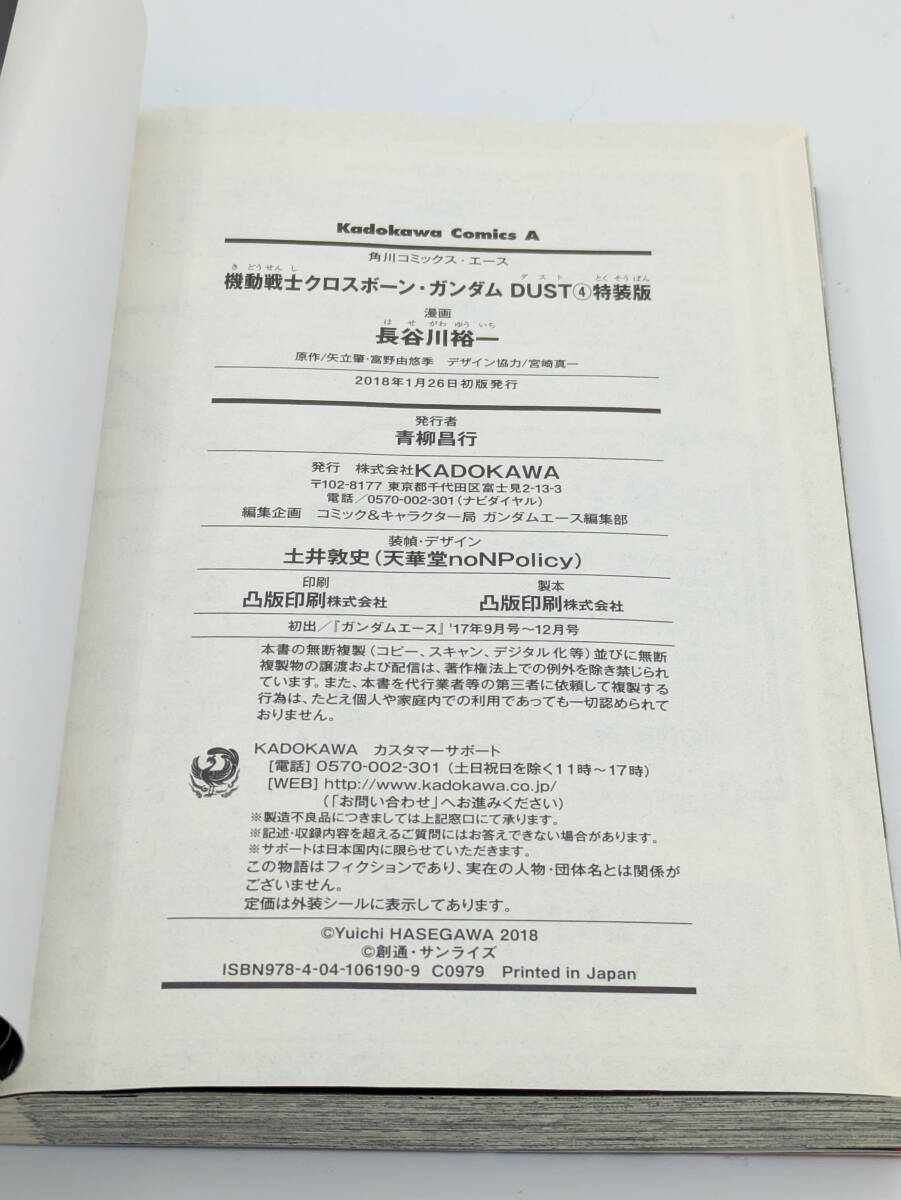 Kadokawa Comics A
角川コミックス・エース
きどうせんし ダスト とくそうばん
機動戦士クロスボーン・ガンダム DUST④特装版
漫画
はせがわゆういち
長谷川裕一
原作/矢立肇・富野由悠季 デザイン協力/宮崎真一
2018年1月26日初版発行
発行者
青柳昌行
発行 株式会社KADOKAWA
〒102-8177 東京都千代田区富士見2-13-3
電話/0570-002-301(ナビダイヤル)
編集企画 コミック&キャラクター局 ガンダムエース編集部
装幀・デザイン
土井敦史(天華堂noNPolicy)
印刷 製本
凸版印刷株式会社 凸版印刷株式会社
初出/『ガンダムエース』'17年9月号~12月号
本書の無断複製(コピー、スキャン、デジタル化等)並びに無断
複製物の譲渡および配信は、著作権法上での例外を除き禁じられ
ています。また、本書を代行業者等の第三者に依頼して複製する
行為は、たとえ個人や家庭内での利用であっても一切認められて
おりません。
KADOKAWA カスタマーサポート
[電話] 0570-002-301 (土日祝日を除く11時~17時)
[WEB] http://www.kadokawa.co.jp/
(「お問い合わせ」へお進みください)
※製造不良品につきましては上記窓口にて承ります。
※記述・収録内容を超えるご質問にはお答えできない場合があります。
※サポートは日本国内に限らせていただきます。
この物語はフィクションであり、実在の人物・団体名とは関係が
ございません。
定価は外装シールに表示してあります。
©Yuichi HASEGAWA 2018
©創通・サンライズ
ISBN978-4-04-106190-9 C0979 Printed in Japan